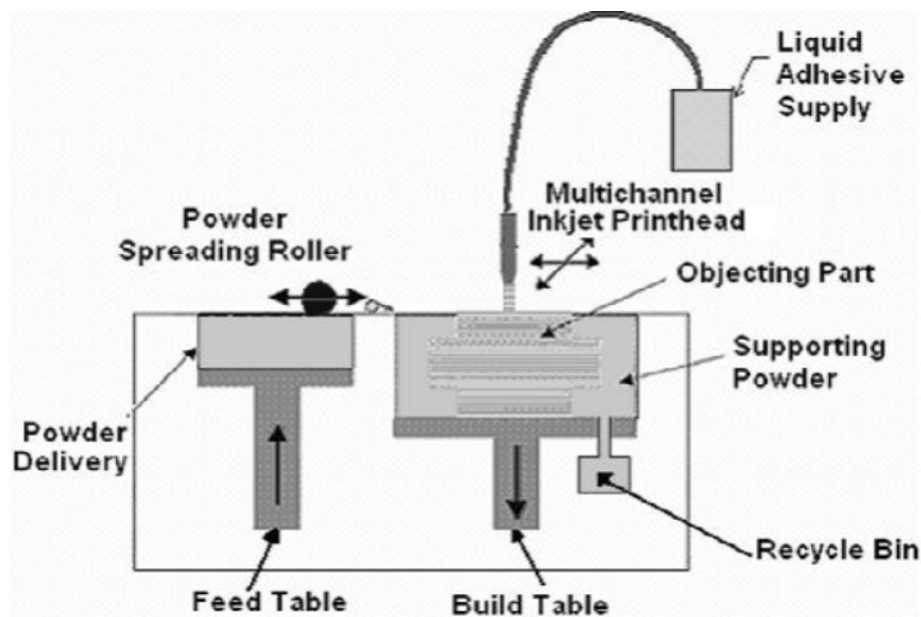 Liquid
Adhesive
Supply
Multichannel
Inkjet Printhead
Powder
Spreading Roller
Objecting Part
Supporting
Powder
Powder
Delivery
Recycle Bin
Feed Table
Build Table